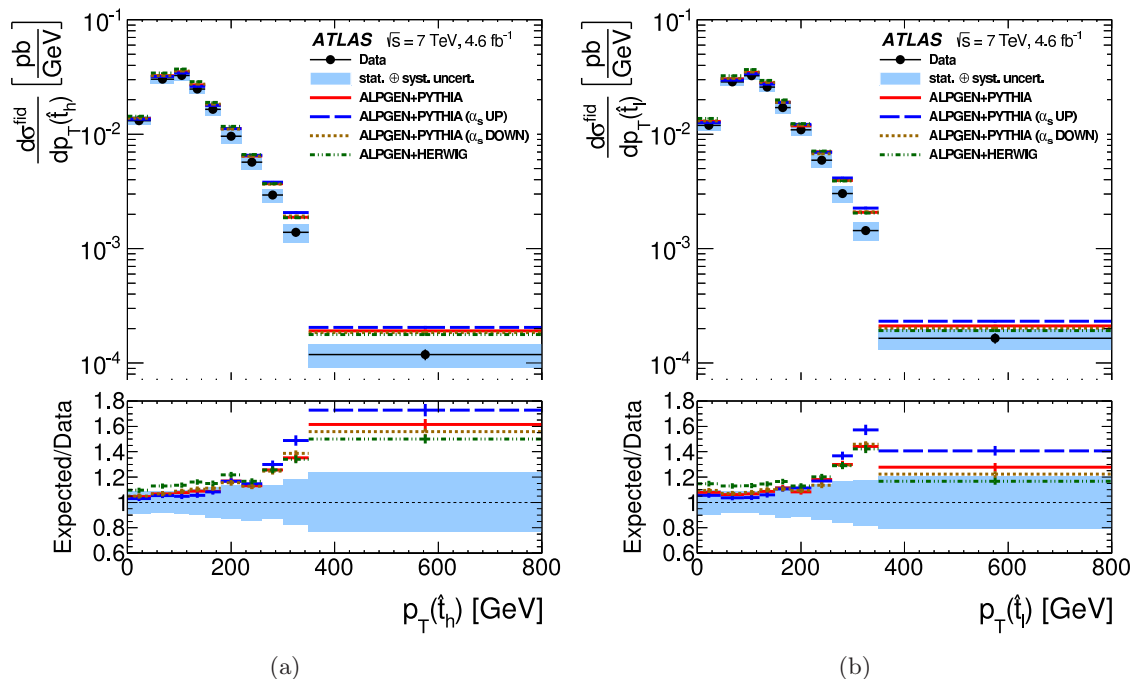 dσ^fid / dp_T(t̂_h) [pb/GeV]
10⁻¹
10⁻²
10⁻³
10⁻⁴
ATLAS √s = 7 TeV, 4.6 fb⁻¹
Data
stat. ⊕ syst. uncert.
ALPGEN+PYTHIA
ALPGEN+PYTHIA (α_s UP)
ALPGEN+PYTHIA (α_s DOWN)
ALPGEN+HERWIG
Expected/Data
1.8
1.6
1.4
1.2
1
0.8
0.6
0 200 400 600 800
p_T(t̂_h) [GeV]
(a)
dσ^fid / dp_T(t̂_l) [pb/GeV]
10⁻¹
10⁻²
10⁻³
10⁻⁴
ATLAS √s = 7 TeV, 4.6 fb⁻¹
Data
stat. ⊕ syst. uncert.
ALPGEN+PYTHIA
ALPGEN+PYTHIA (α_s UP)
ALPGEN+PYTHIA (α_s DOWN)
ALPGEN+HERWIG
Expected/Data
1.8
1.6
1.4
1.2
1
0.8
0.6
0 200 400 600 800
p_T(t̂_l) [GeV]
(b)